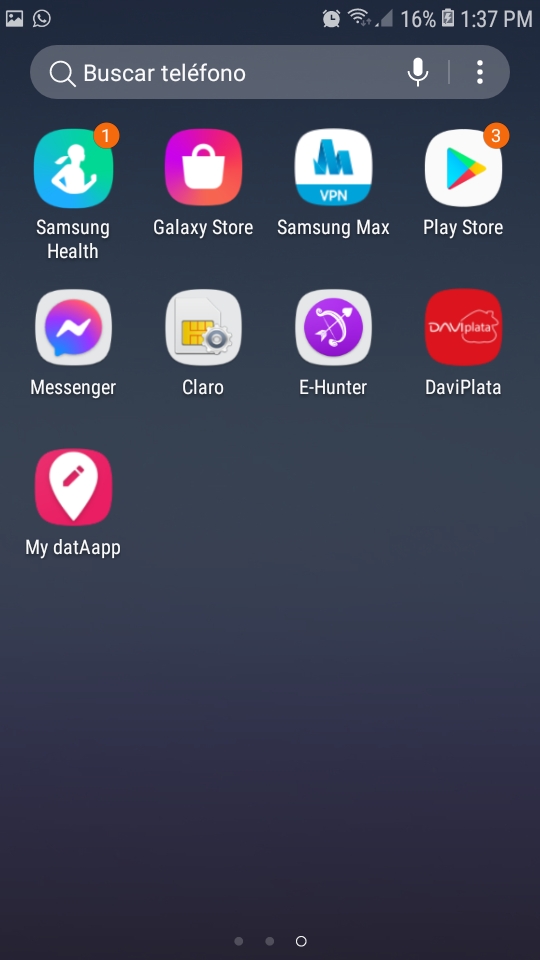 16% 1:37 PM
Buscar teléfono
1
3
VPN
Samsung Health
Galaxy Store
Samsung Max
Play Store
DAVIplata
Messenger
Claro
E-Hunter
DaviPlata
My datAapp